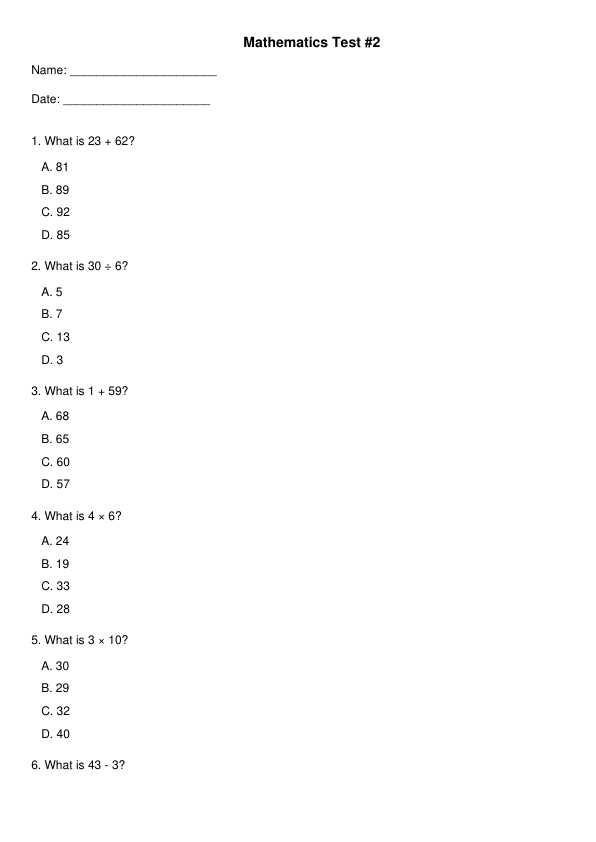 Mathematics Test #2
Name: ______________________
Date: ______________________
1. What is 23 + 62?
A. 81
B. 89
C. 92
D. 85
2. What is 30 ÷ 6?
A. 5
B. 7
C. 13
D. 3
3. What is 1 + 59?
A. 68
B. 65
C. 60
D. 57
4. What is 4 × 6?
A. 24
B. 19
C. 33
D. 28
5. What is 3 × 10?
A. 30
B. 29
C. 32
D. 40
6. What is 43 - 3?